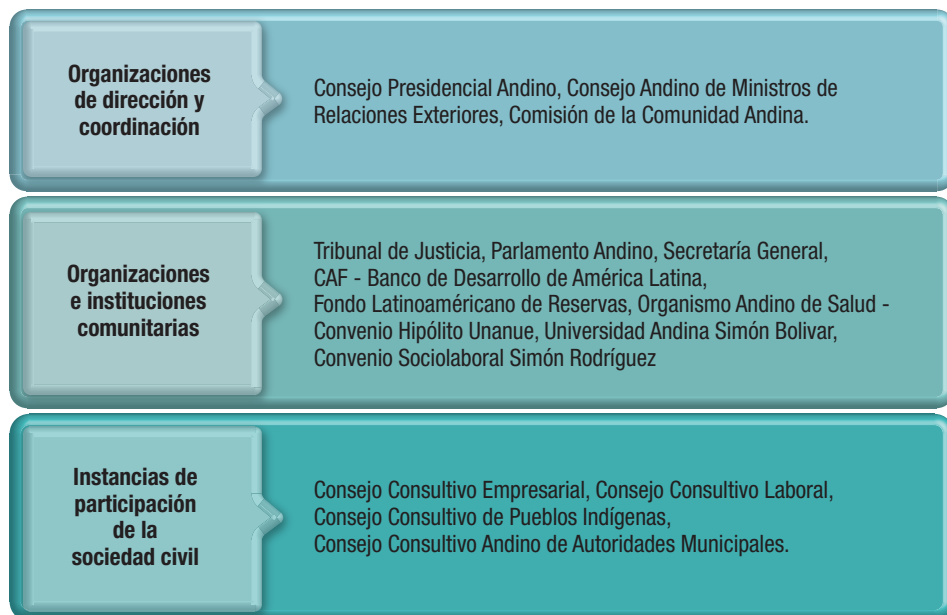 Organizaciones
de dirección y
coordinación
Consejo Presidencial Andino, Consejo Andino de Ministros de
Relaciones Exteriores, Comisión de la Comunidad Andina.
Organizaciones
e instituciones
comunitarias
Tribunal de Justicia, Parlamento Andino, Secretaría General,
CAF - Banco de Desarrollo de América Latina,
Fondo Latinoaméricano de Reservas, Organismo Andino de Salud -
Convenio Hipólito Unanue, Universidad Andina Simón Bolivar,
Convenio Sociolaboral Simón Rodríguez
Instancias de
participación
de la
sociedad civil
Consejo Consultivo Empresarial, Consejo Consultivo Laboral,
Consejo Consultivo de Pueblos Indígenas,
Consejo Consultivo Andino de Autoridades Municipales.